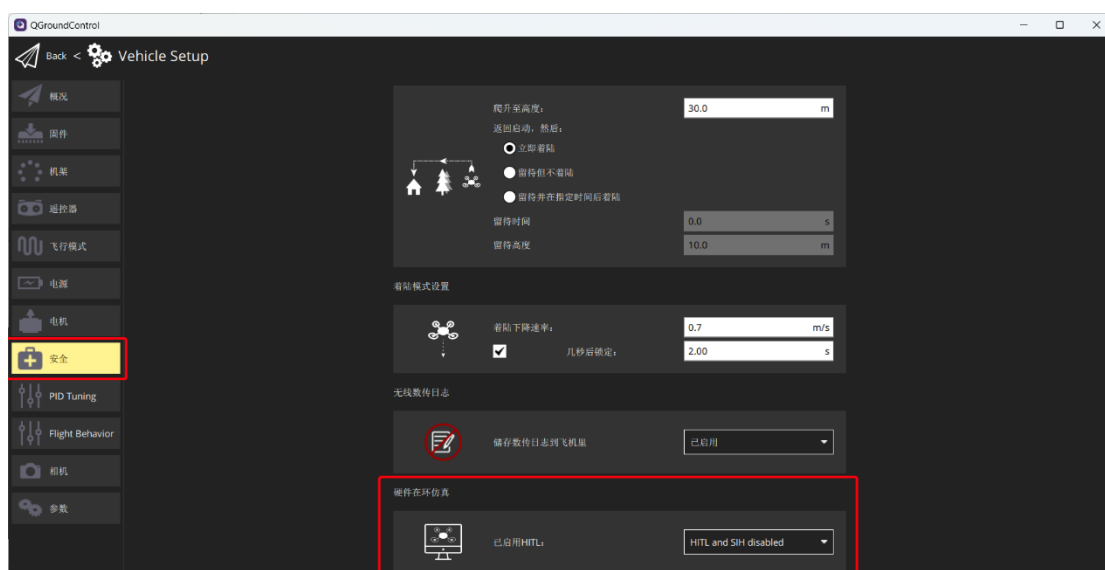 QGroundControl
Back < Vehicle Setup
概况
固件
机架
遥控器
飞行模式
电源
电机
安全
PID Tuning
Flight Behavior
相机
参数
爬升至高度：
30.0 m
返回启动，然后：
立即着陆
留待但不着陆
留待并在指定时间后着陆
留待时间
0.0 s
留待高度
10.0 m
着陆模式设置
着陆下降速率：
0.7 m/s
几秒后锁定：
2.00 s
无线数传日志
储存数传日志到飞机里
已启用
硬件在环仿真
已启用HITL：
HITL and SIH disabled